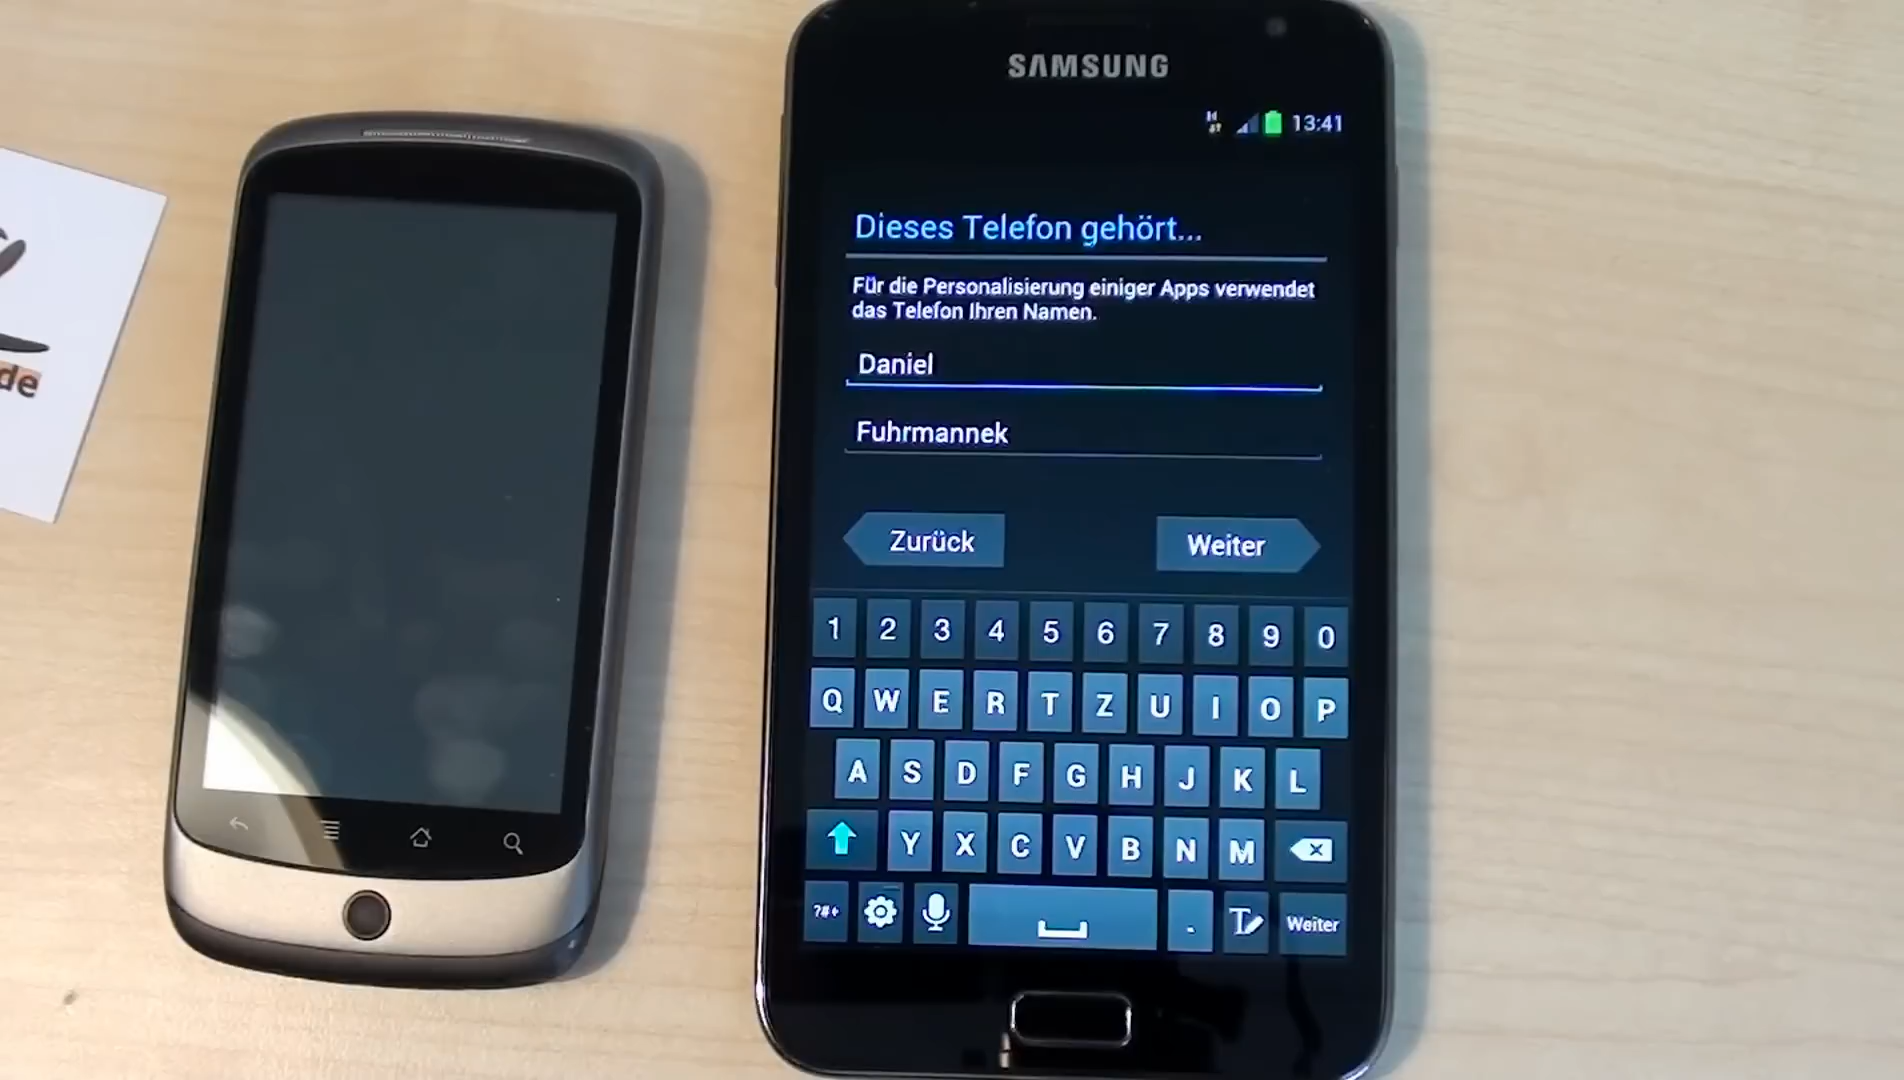 de
SAMSUNG
13:41
Dieses Telefon gehört...
Für die Personalisierung einiger Apps verwendet
das Telefon Ihren Namen.
Daniel
Fuhrmannek
Zurück Weiter
1 2 3 4 5 6 7 8 9 0
Q W E R T Z U I O P
A S D F G H J K L
Y X C V B N M
?#+ . T Weiter